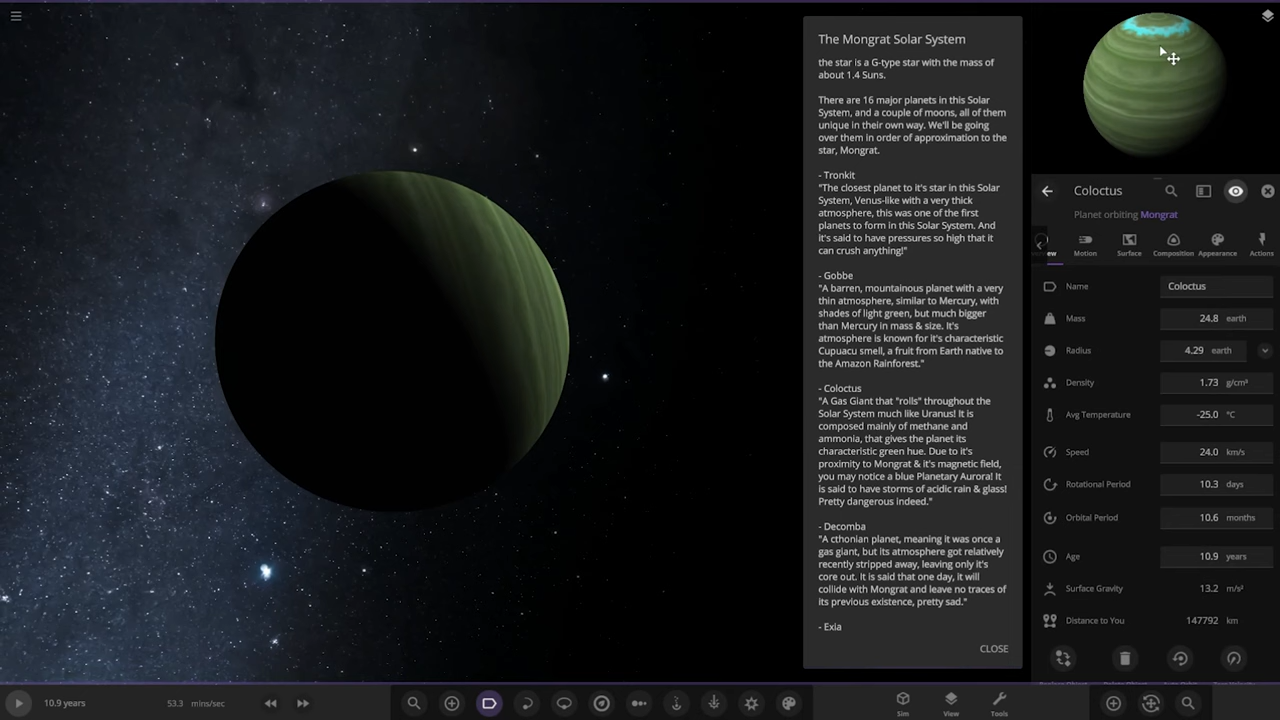 The Mongrat Solar System
the star is a G-type star with the mass of
about 1.4 Suns.
There are 16 major planets in this Solar
System, and a couple of moons, all of them
unique in their own way. We'll be going
over them in order of approximation to the
star, Mongrat.
- Tronkit
"The closest planet to it's star in this Solar
System, Venus-like with a very thick
atmosphere, this was one of the first
planets to form in this Solar System. And
it's said to have pressures so high that it
can crush anything!"
- Gobbe
"A barren, mountainous planet with a very
thin atmosphere, similar to Mercury, with
shades of light green, but much bigger
than Mercury in mass & size. It's
atmosphere is known for it's characteristic
Cupuacu smell, a fruit from Earth native to
the Amazon Rainforest."
- Coloctus
"A Gas Giant that "rolls" throughout the
Solar System much like Uranus! It is
composed mainly of methane and
ammonia, that gives the planet its
characteristic green hue. Due to it's
proximity to Mongrat & it's magnetic field,
you may notice a blue Planetary Aurora! It
is said to have storms of acidic rain & glass!
Pretty dangerous indeed."
- Decomba
"A cthonian planet, meaning it was once a
gas giant, but its atmosphere got relatively
recently stripped away, leaving only it's
core out. It is said that one day, it will
collide with Mongrat and leave no traces of
its previous existence, pretty sad."
- Exia
CLOSE
Coloctus
Planet orbiting Mongrat
ew Motion Surface Composition Appearance Actions
Name Coloctus
Mass 24.8 earth
Radius 4.29 earth
Density 1.73 g/cm³
Avg Temperature -25.0 °C
Speed 24.0 km/s
Rotational Period 10.3 days
Orbital Period 10.6 months
Age 10.9 years
Surface Gravity 13.2 m/s²
Distance to You 147792 km
10.9 years 53.3 mins/sec Sim View Tools